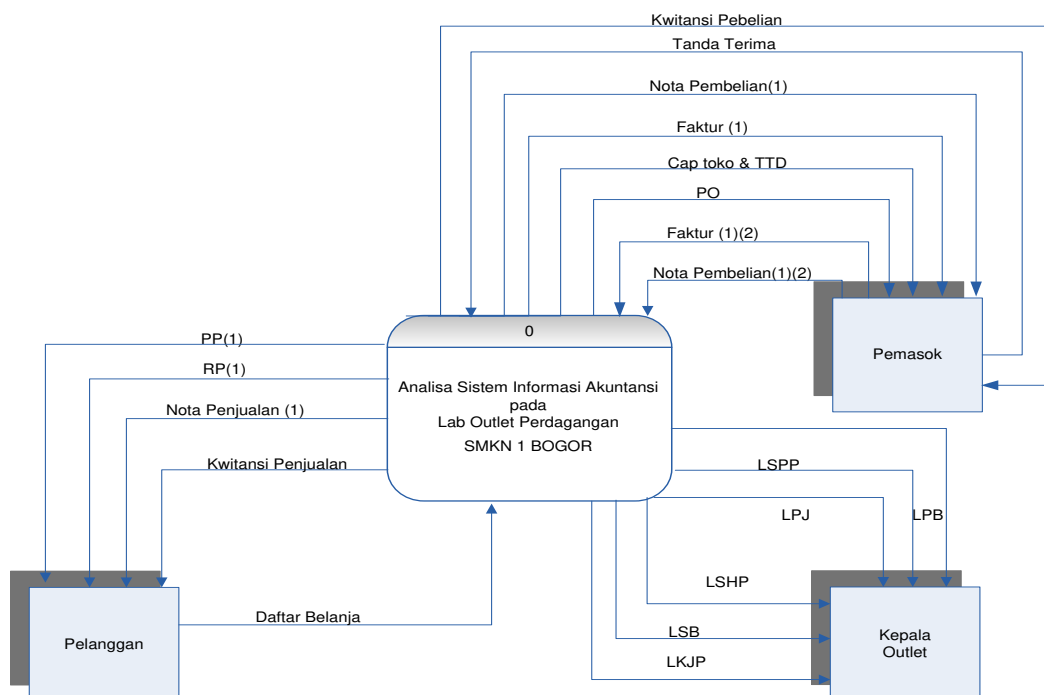 Kwitansi Pebelian
Tanda Terima
Nota Pembelian(1)
Faktur (1)
Cap toko & TTD
PO
Faktur (1)(2)
Nota Pembelian(1)(2)
0
Analisa Sistem Informasi Akuntansi
pada
Lab Outlet Perdagangan
SMKN 1 BOGOR
Pemasok
PP(1)
RP(1)
Nota Penjualan (1)
Kwitansi Penjualan
LSPP
LPJ
LPB
LSHP
LSB
LKJP
Daftar Belanja
Pelanggan
Kepala
Outlet